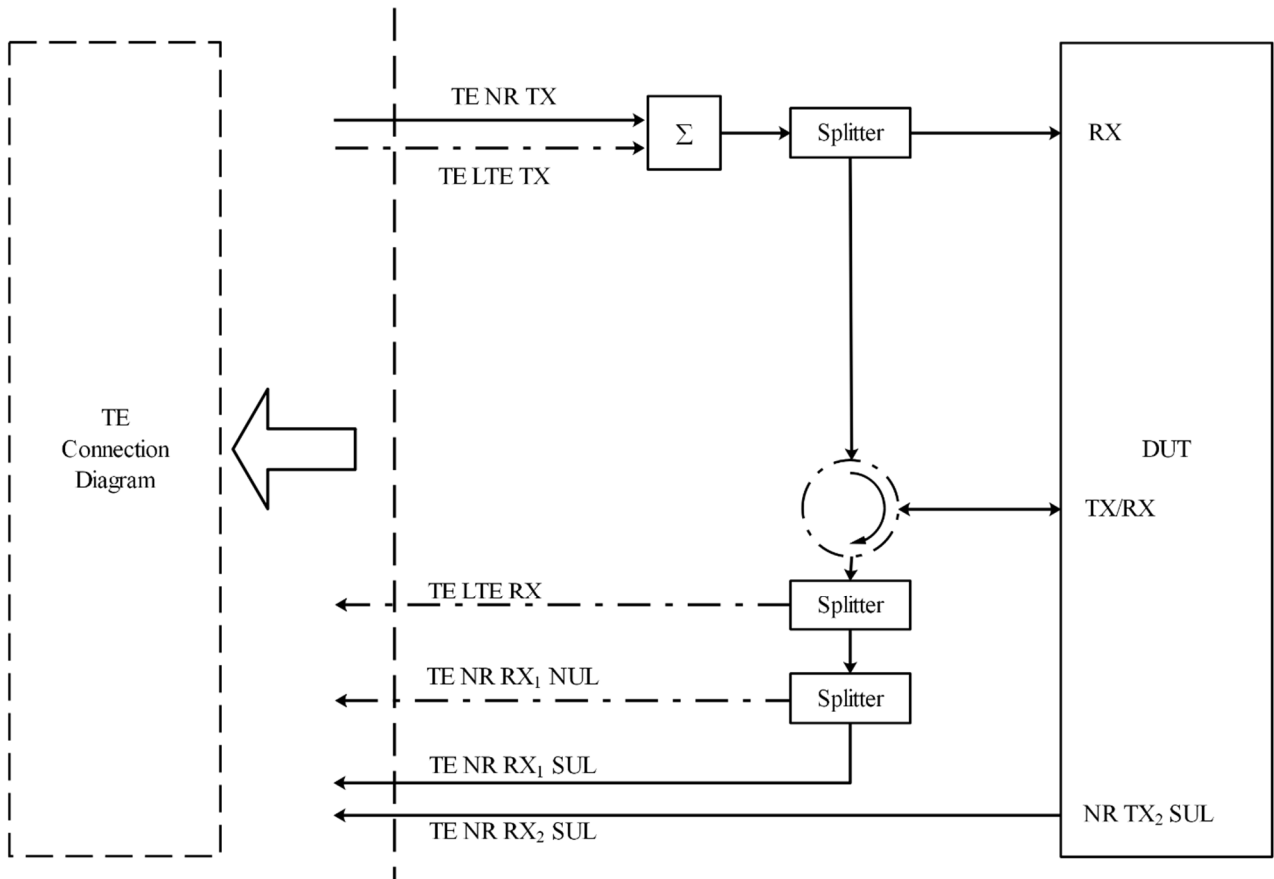 TE NR TX
TE LTE TX
Σ
Splitter
RX
TE
Connection
Diagram
DUT
TX/RX
TE LTE RX
Splitter
TE NR RX₁ NUL
Splitter
TE NR RX₁ SUL
TE NR RX₂ SUL
NR TX₂ SUL